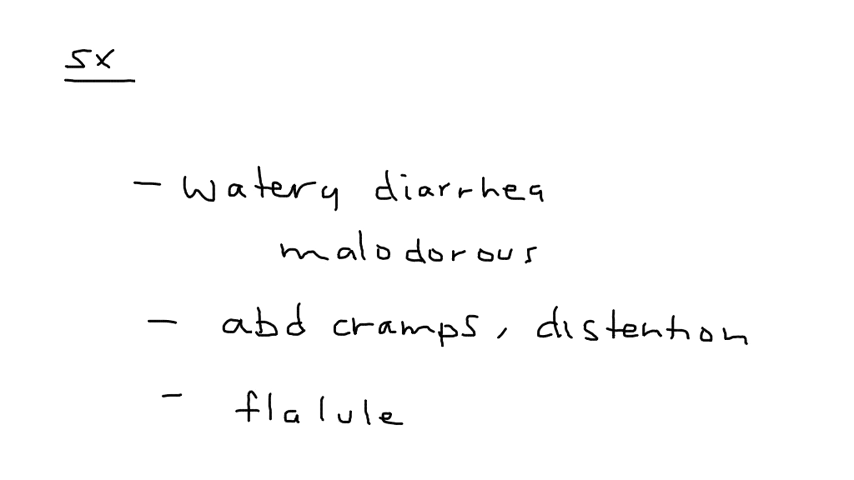 SX
- watery diarrhea
malodorous
- abd cramps, distention
- flalule